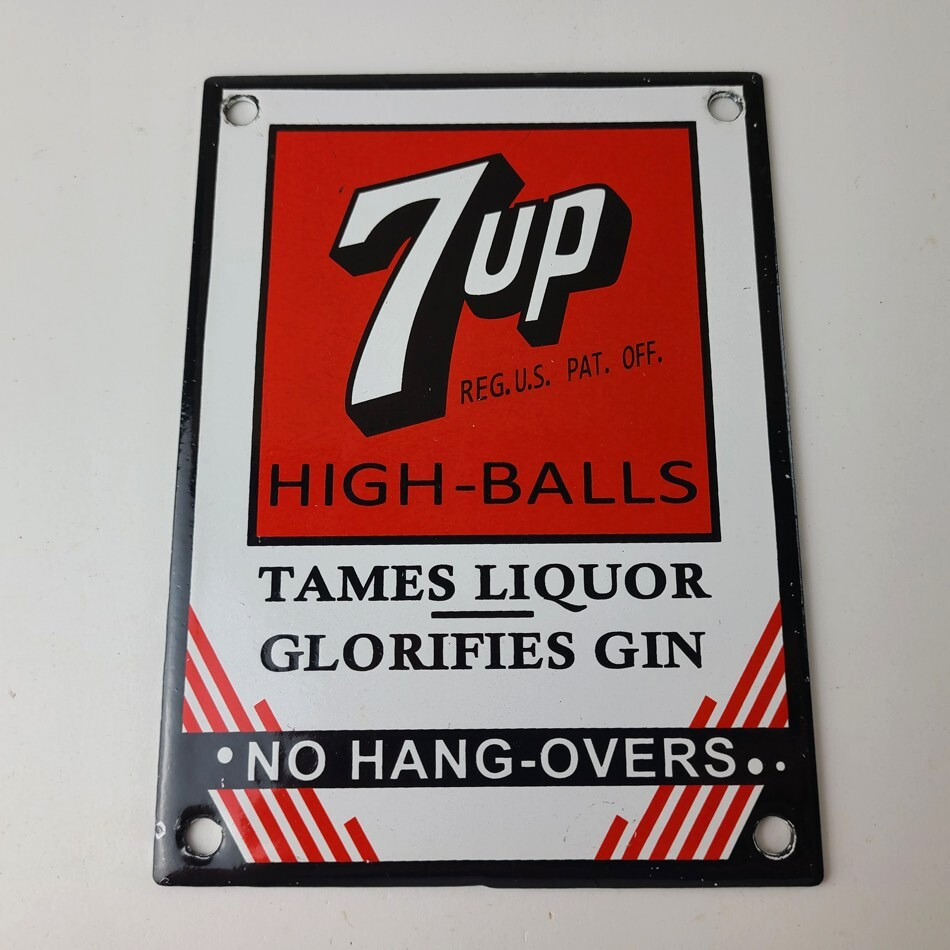 7up
REG. U.S. PAT. OFF.
HIGH-BALLS
TAMES LIQUOR
GLORIFIES GIN
•NO HANG-OVERS••